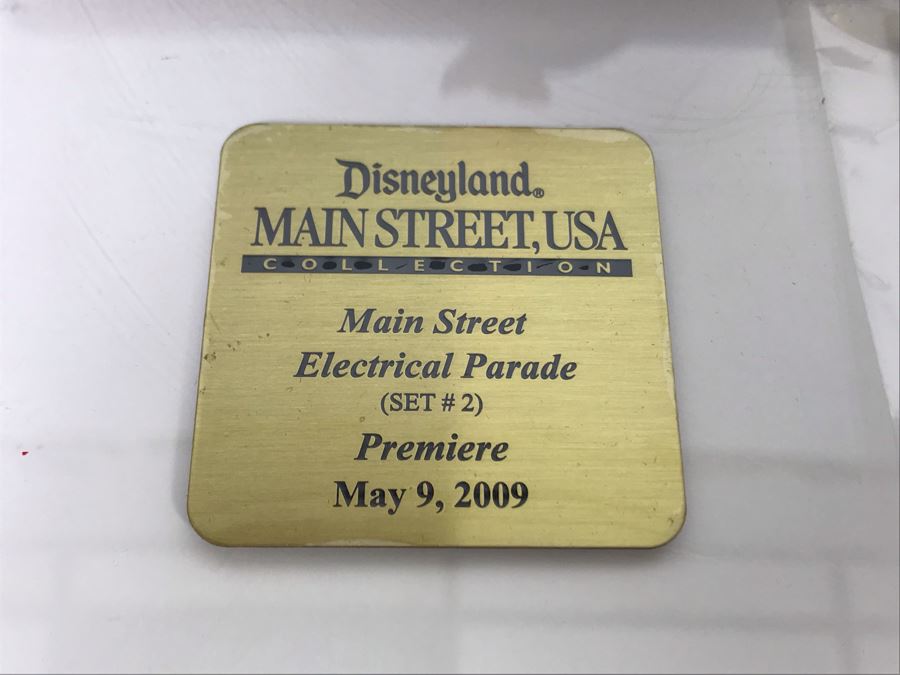 Disneyland®
MAIN STREET, USA
COLLECTION
Main Street
Electrical Parade
(SET # 2)
Premiere
May 9, 2009